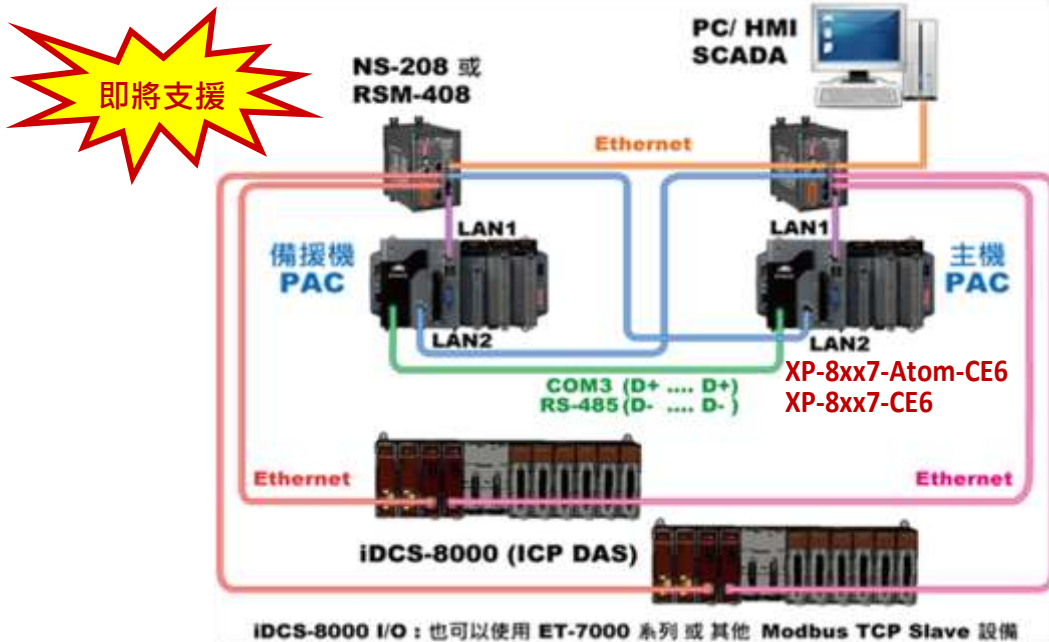 即將支援
NS-208 或
RSM-408
PC/ HMI
SCADA
Ethernet
LAN1
LAN1
備援機
PAC
主機
PAC
LAN2
LAN2
XP-8xx7-Atom-CE6
XP-8xx7-CE6
COM3 (D+ .... D+)
RS-485 (D- .... D- )
Ethernet
Ethernet
iDCS-8000 (ICP DAS)
iDCS-8000 I/O : 也可以使用 ET-7000 系列 或 其他 Modbus TCP Slave 設備